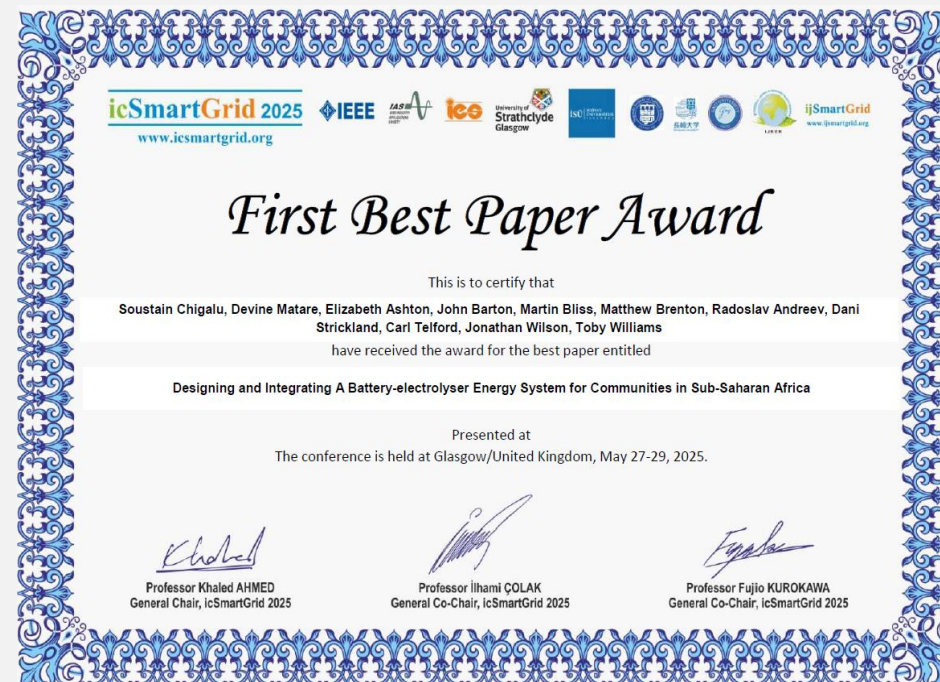 icSmartGrid 2025
www.icsmartgrid.org
IEEE
IAS
University of
Strathclyde
Glasgow
ijSmartGrid
www.ijsmartgrid.org
First Best Paper Award
This is to certify that
Soustain Chigalu, Devine Matare, Elizabeth Ashton, John Barton, Martin Bliss, Matthew Brenton, Radoslav Andreev, Dani
Strickland, Carl Telford, Jonathan Wilson, Toby Williams
have received the award for the best paper entitled
Designing and Integrating A Battery-electrolyser Energy System for Communities in Sub-Saharan Africa
Presented at
The conference is held at Glasgow/United Kingdom, May 27-29, 2025.
Professor Khaled AHMED
General Chair, icSmartGrid 2025
Professor İlhami ÇOLAK
General Co-Chair, icSmartGrid 2025
Professor Fujio KUROKAWA
General Co-Chair, icSmartGrid 2025